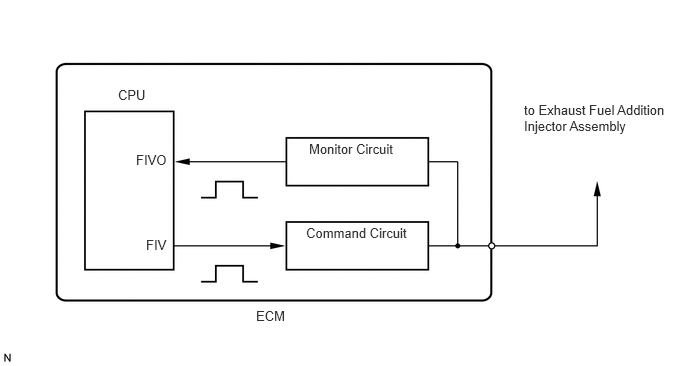 CPU
to Exhaust Fuel Addition
Injector Assembly
FIVO
Monitor Circuit
FIV
Command Circuit
ECM
N